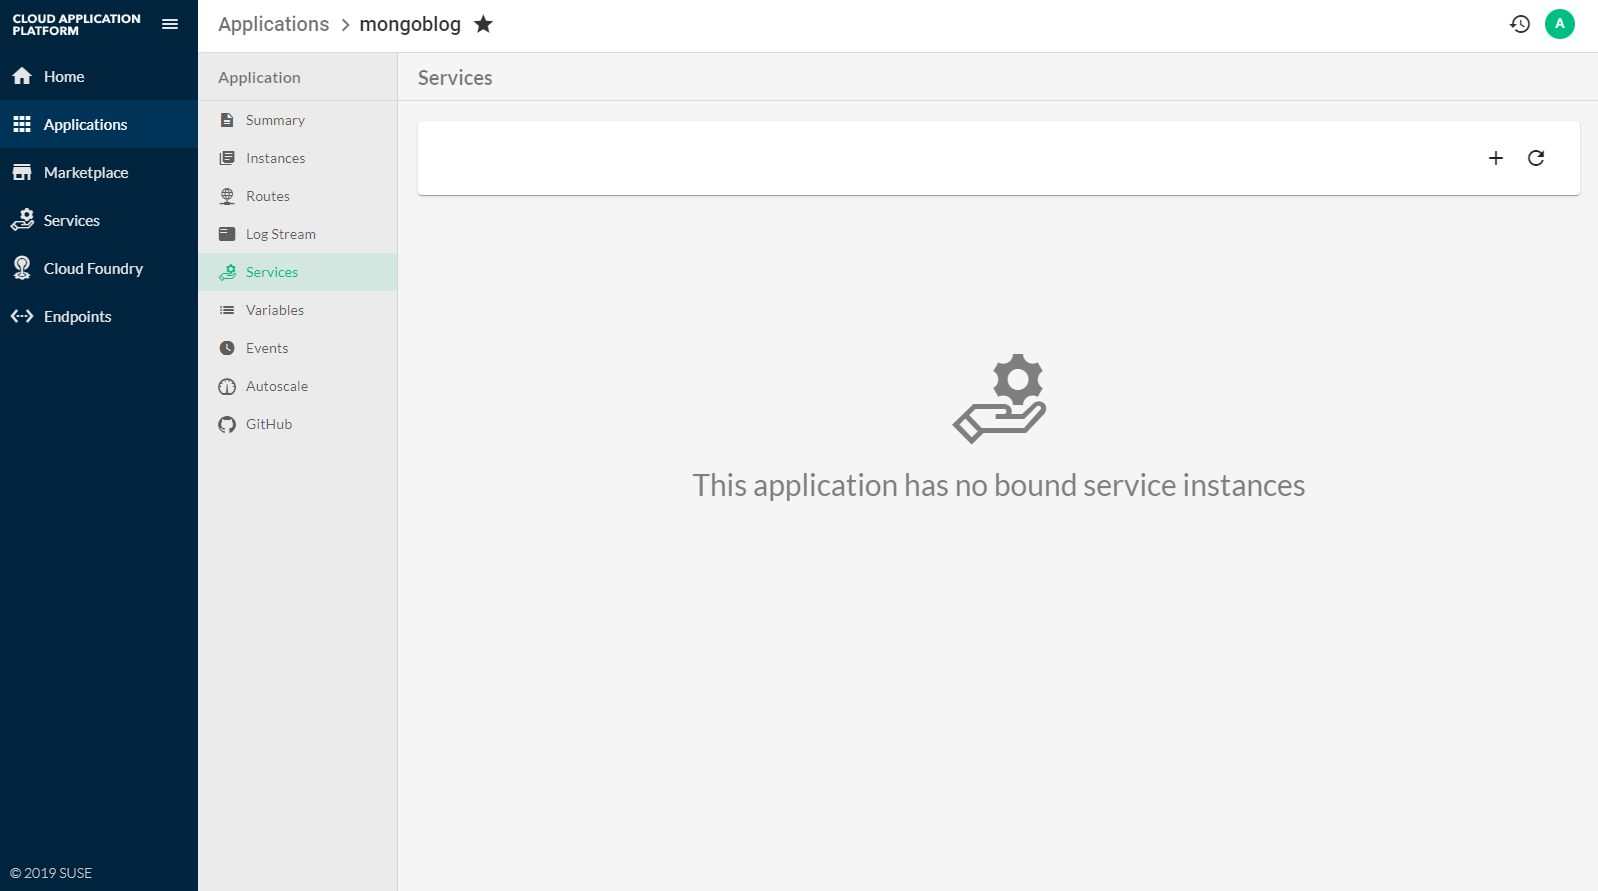 CLOUD APPLICATION
PLATFORM
Home
Applications
Marketplace
Services
Cloud Foundry
Endpoints
© 2019 SUSE
Applications > mongoblog
A
Application
Summary
Instances
Routes
Log Stream
Services
Variables
Events
Autoscale
GitHub
Services
This application has no bound service instances